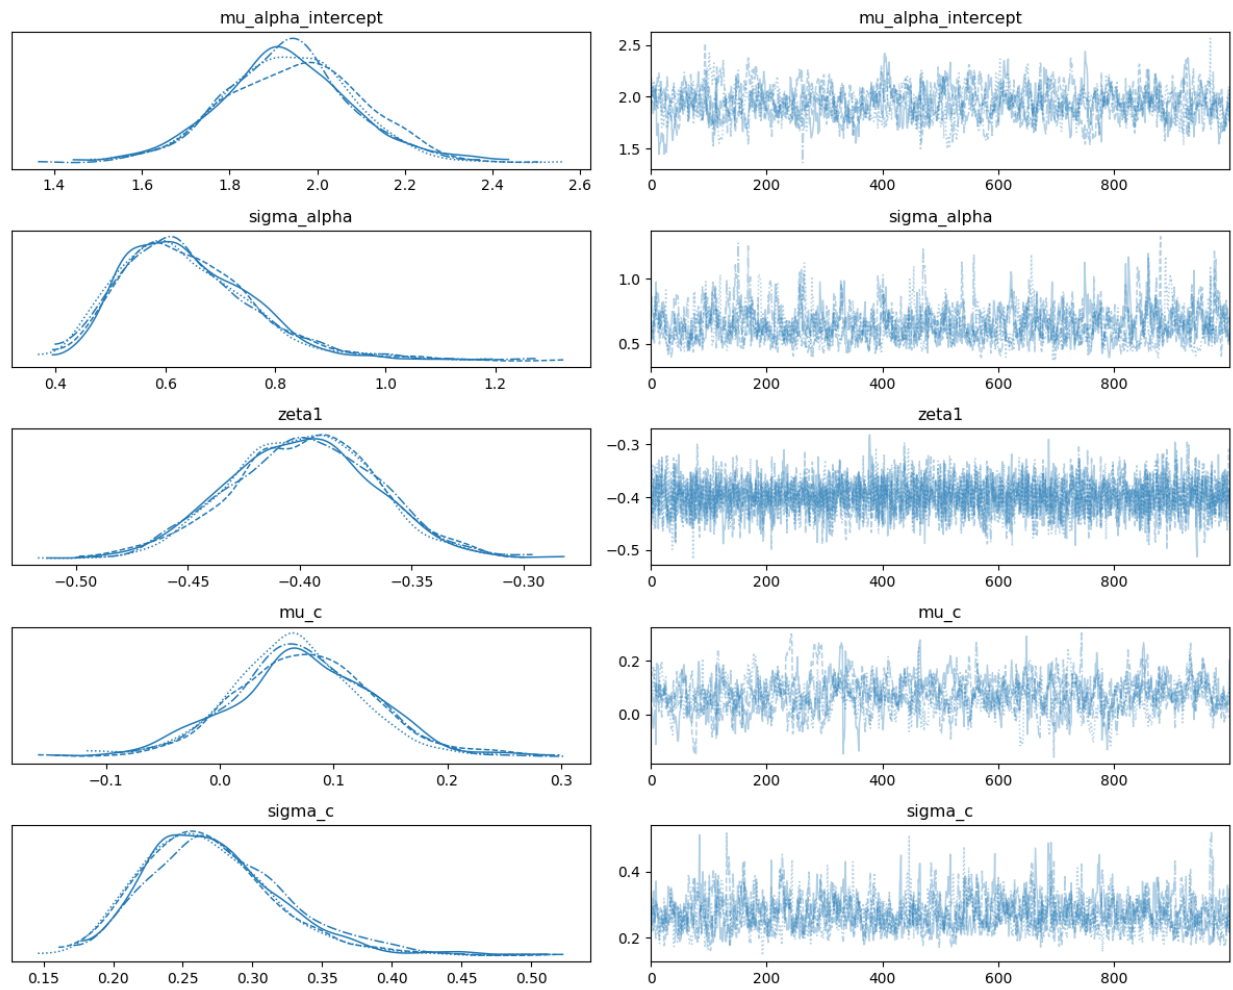 mu_alpha_intercept
mu_alpha_intercept
2.5
2.0
1.5
1.4 1.6 1.8 2.0 2.2 2.4 2.6
0 200 400 600 800
sigma_alpha
sigma_alpha
1.0
0.5
0.4 0.6 0.8 1.0 1.2
0 200 400 600 800
zeta1
zeta1
−0.3
−0.4
−0.5
−0.50 −0.45 −0.40 −0.35 −0.30
0 200 400 600 800
mu_c
mu_c
0.2
0.0
−0.1 0.0 0.1 0.2 0.3
0 200 400 600 800
sigma_c
sigma_c
0.4
0.2
0.15 0.20 0.25 0.30 0.35 0.40 0.45 0.50
0 200 400 600 800